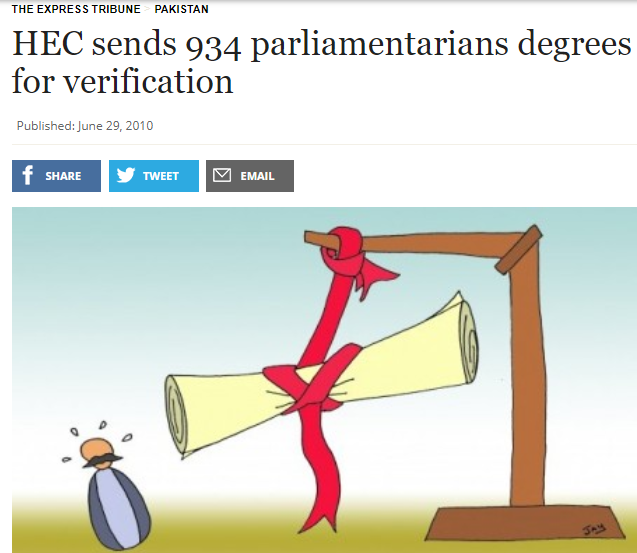 THE EXPRESS TRIBUNE PAKISTAN
HEC sends 934 parliamentarians degrees
for verification
Published: June 29, 2010
f SHARE TWEET EMAIL
JAY